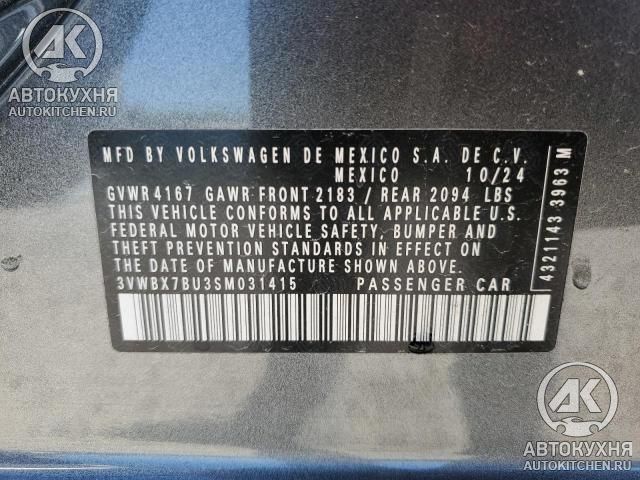 АК
АВТОКУХНЯ
AUTOKITCHEN.RU
MFD BY VOLKSWAGEN DE MEXICO S.A. DE C.V.
MEXICO 10/24
GVWR 4167 GAWR FRONT 2183 / REAR 2094 LBS
THIS VEHICLE CONFORMS TO ALL APPLICABLE U.S.
FEDERAL MOTOR VEHICLE SAFETY, BUMPER AND
THEFT PREVENTION STANDARDS IN EFFECT ON
THE DATE OF MANUFACTURE SHOWN ABOVE.
3VWBX7BU3SM031415 PASSENGER CAR
4321143 3963 M
АК
АВТОКУХНЯ
AUTOKITCHEN.RU